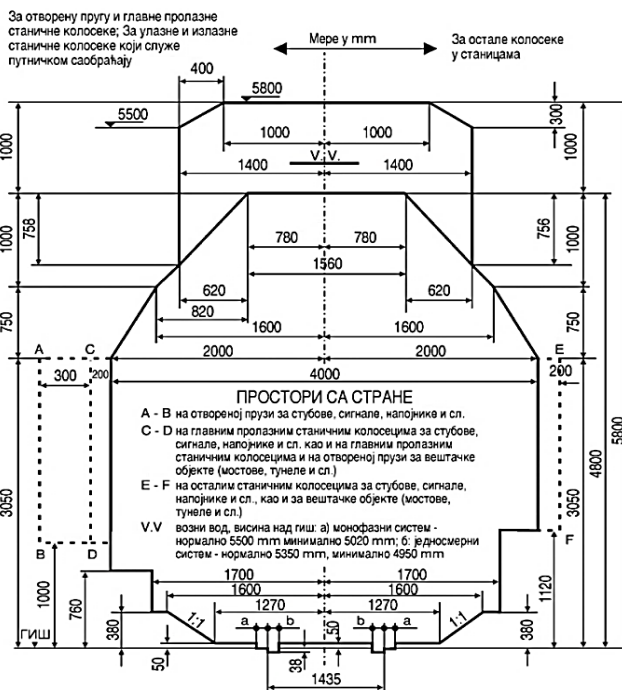 За отворену пругу и главне пролазне
станичне колосеке; За улазне и излазне
станичне колосеке који служе
путничком саобраћају
Мере у mm
За остале колосеке
у станицама
400
5800
5500
300
1000
1000
1000
1000
V. V.
1400
1400
758
1000
756
1000
780
780
1560
620
620
820
750
1600
1600
750
2000
2000
A
C
E
300
200
4000
200
ПРОСТОРИ СА СТРАНЕ
A - B на отвореној прузи за стубове, сигнале, напојнике и сл.
C - D на главним пролазним станичним колосецима за стубове,
сигнале, напојнике и сл. као и на главним пролазним
станичним колосецима и на отвореној прузи за вештачке
објекте (мостове, тунеле и сл.)
E - F на осталим станичним колосецима за стубове, сигнале,
напојнике и сл., као и за вештачке објекте (мостове,
тунеле и сл.)
V.V возни вод, висина над гиш: а) монофазни систем -
нормално 5500 mm минимално 5020 mm; б: једносмерни
систем - нормално 5350 mm, минимално 4950 mm
3050
3050
4800
5800
B
D
F
1000
760
1120
1700
1700
1600
1600
1270
1270
1:1
1:1
a
b
b
a
380
50
380
ГИШ
50
38
1435